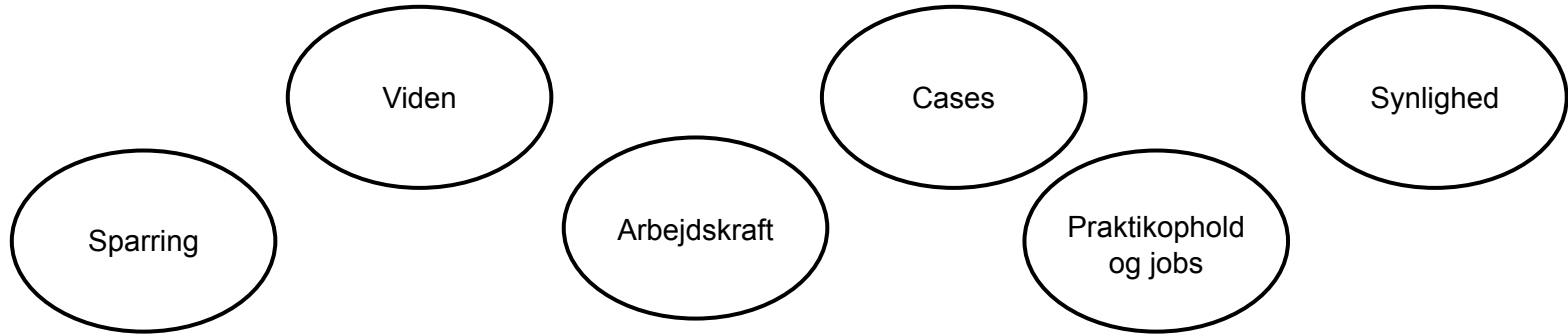 Viden
Cases
Synlighed
Sparring
Arbejdskraft
Praktikophold
og jobs